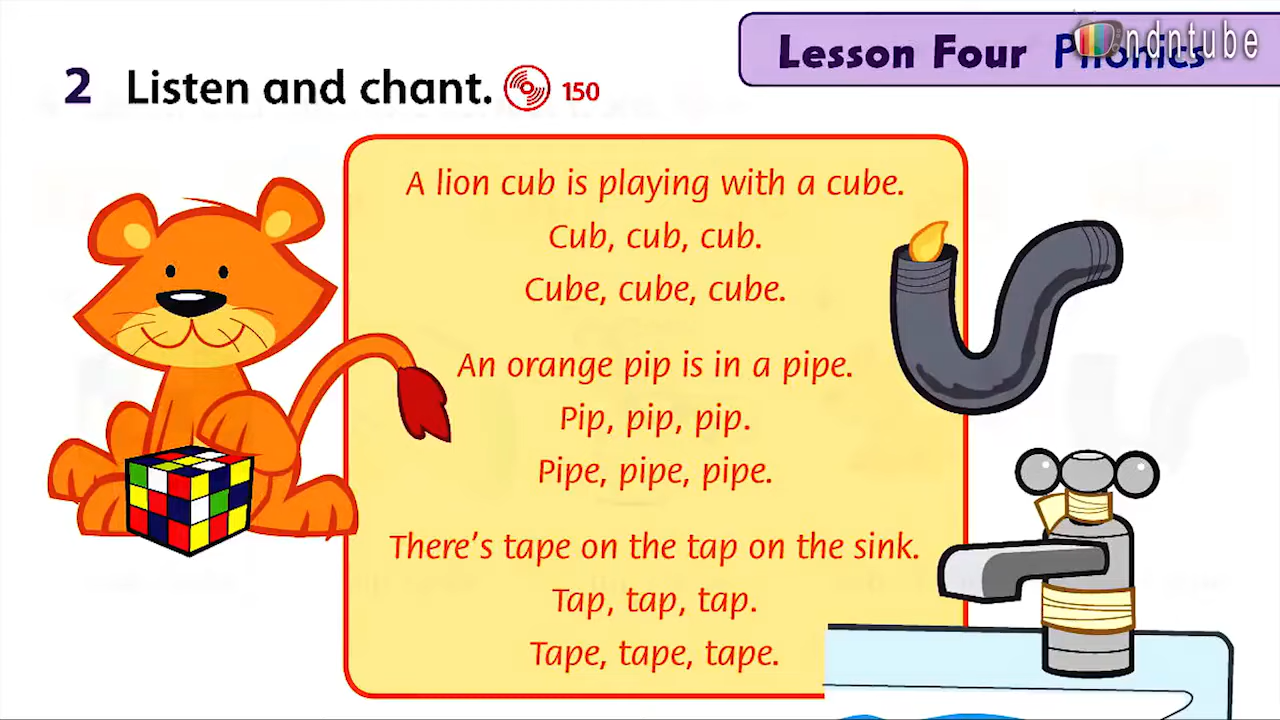 Lesson Four Phonics
ndntube
2 Listen and chant. 150
A lion cub is playing with a cube.
Cub, cub, cub.
Cube, cube, cube.
An orange pip is in a pipe.
Pip, pip, pip.
Pipe, pipe, pipe.
There's tape on the tap on the sink.
Tap, tap, tap.
Tape, tape, tape.